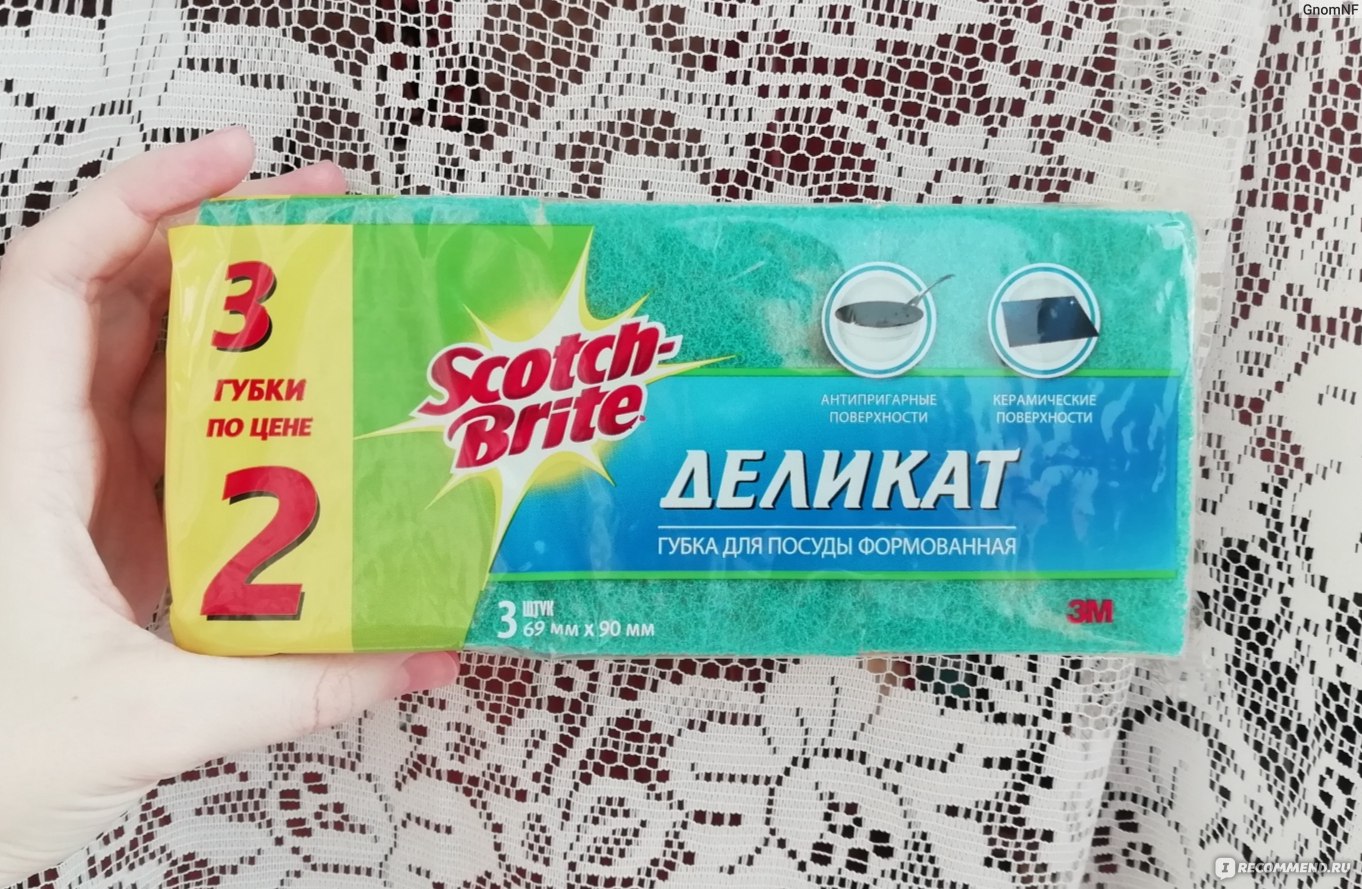 GnomNF
3
ГУБКИ
ПО ЦЕНЕ
2
Scotch-
Brite
АНТИПРИГАРНЫЕ
ПОВЕРХНОСТИ
КЕРАМИЧЕСКИЕ
ПОВЕРХНОСТИ
ДЕЛИКАТ
ГУБКА ДЛЯ ПОСУДЫ ФОРМОВАННАЯ
3 ШТУК
69 мм x 90 мм
3M
IRECOMMEND.RU